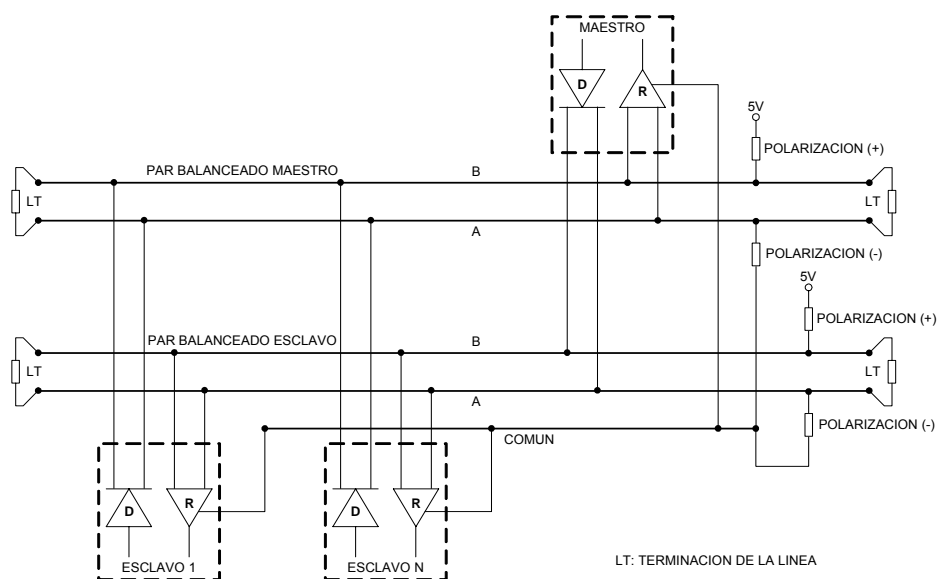 MAESTRO
D
R
5V
POLARIZACION (+)
PAR BALANCEADO MAESTRO
B
LT
LT
A
POLARIZACION (-)
5V
POLARIZACION (+)
PAR BALANCEADO ESCLAVO
B
LT
LT
A
POLARIZACION (-)
COMUN
D
R
D
R
ESCLAVO 1
ESCLAVO N
LT: TERMINACION DE LA LINEA